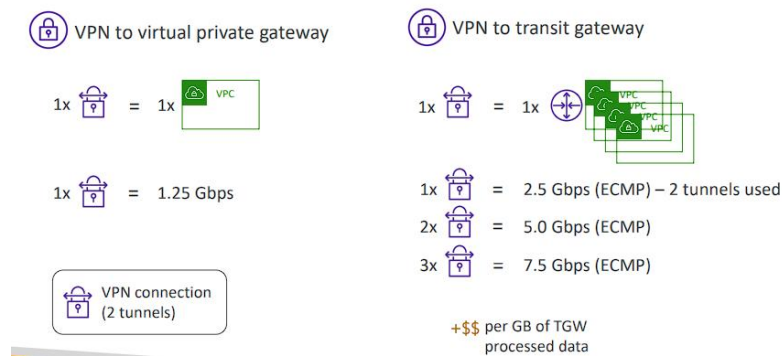 VPN to virtual private gateway
1x = 1x VPC
1x = 1.25 Gbps
VPN connection
(2 tunnels)
VPN to transit gateway
1x = 1x VPC
VPC
VPC
VPC
1x = 2.5 Gbps (ECMP) – 2 tunnels used
2x = 5.0 Gbps (ECMP)
3x = 7.5 Gbps (ECMP)
+$$ per GB of TGW
processed data